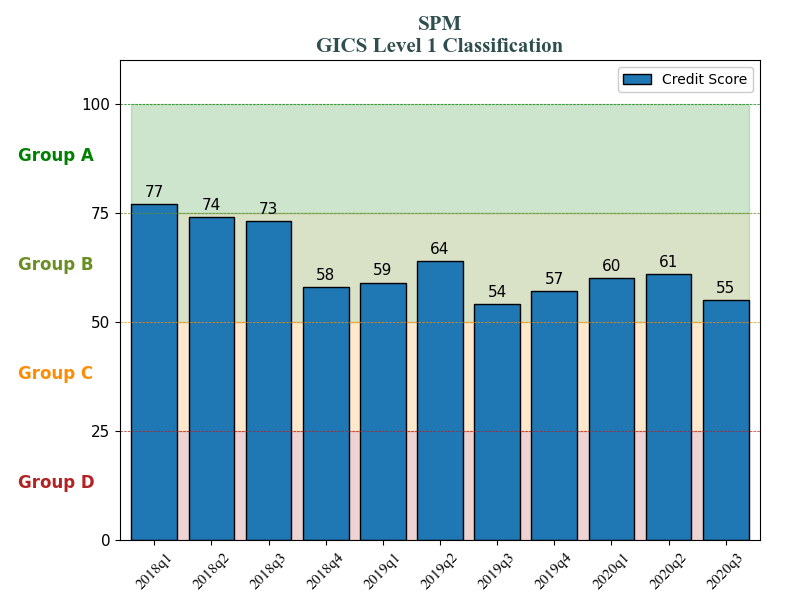 SPM
GICS Level 1 Classification
Credit Score
100
Group A
77
74
73
75
Group B
58
59
64
54
57
60
61
55
50
Group C
25
Group D
0
2018q1
2018q2
2018q3
2018q4
2019q1
2019q2
2019q3
2019q4
2020q1
2020q2
2020q3